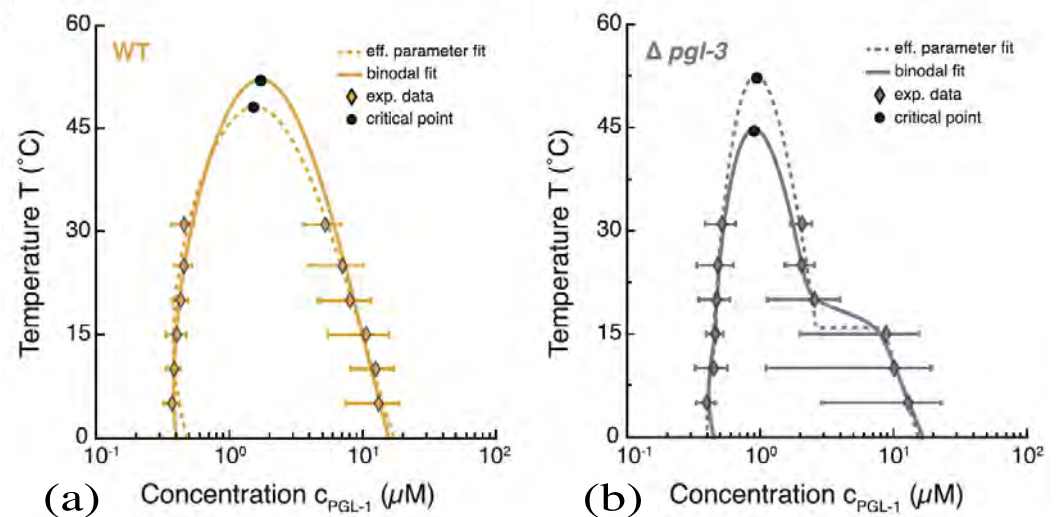 WT
eff. parameter fit
binodal fit
exp. data
critical point
60
45
30
15
0
Temperature T (˚C)
10⁻¹
10⁰
10¹
10²
Concentration c_PGL-1 (µM)
(a)
Δ pgl-3
eff. parameter fit
binodal fit
exp. data
critical point
60
45
30
15
0
Temperature T (˚C)
10⁻¹
10⁰
10¹
10²
Concentration c_PGL-1 (µM)
(b)